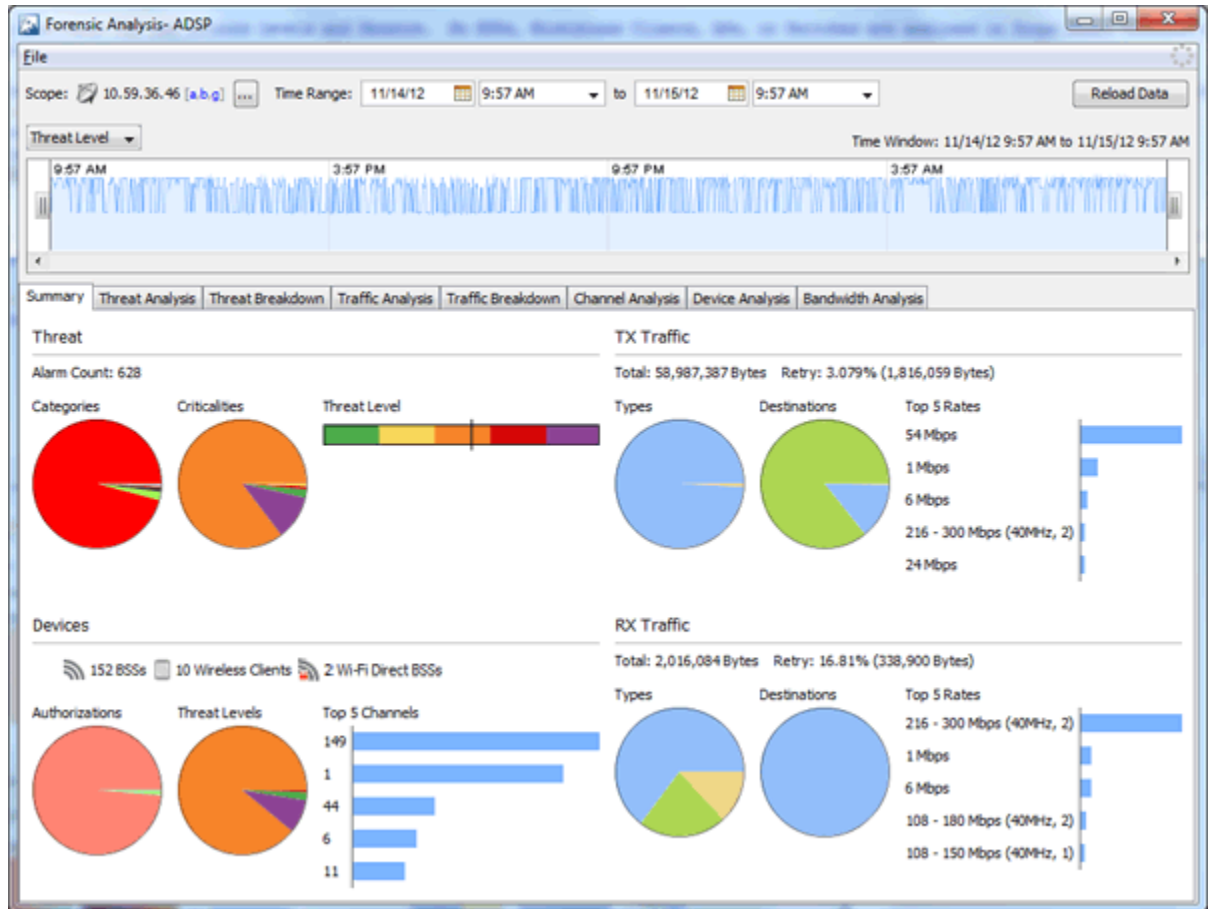 Forensic Analysis- ADSP
File
Scope: 10.59.36.46 [a.b.g] ... Time Range: 11/14/12 9:57 AM to 11/15/12 9:57 AM Reload Data
Threat Level Time Window: 11/14/12 9:57 AM to 11/15/12 9:57 AM
9:57 AM 3:57 PM 9:57 PM 3:57 AM
Summary Threat Analysis Threat Breakdown Traffic Analysis Traffic Breakdown Channel Analysis Device Analysis Bandwidth Analysis
Threat
Alarm Count: 628
Categories Criticalities Threat Level
TX Traffic
Total: 58,987,387 Bytes Retry: 3.079% (1,816,059 Bytes)
Types Destinations Top 5 Rates
54 Mbps
1 Mbps
6 Mbps
216 - 300 Mbps (40MHz, 2)
24 Mbps
Devices
152 BSSs 10 Wireless Clients 2 Wi-Fi Direct BSSs
Authorizations Threat Levels Top 5 Channels
149
1
44
6
11
RX Traffic
Total: 2,016,084 Bytes Retry: 16.81% (338,900 Bytes)
Types Destinations Top 5 Rates
216 - 300 Mbps (40MHz, 2)
1 Mbps
6 Mbps
108 - 180 Mbps (40MHz, 2)
108 - 150 Mbps (40MHz, 1)